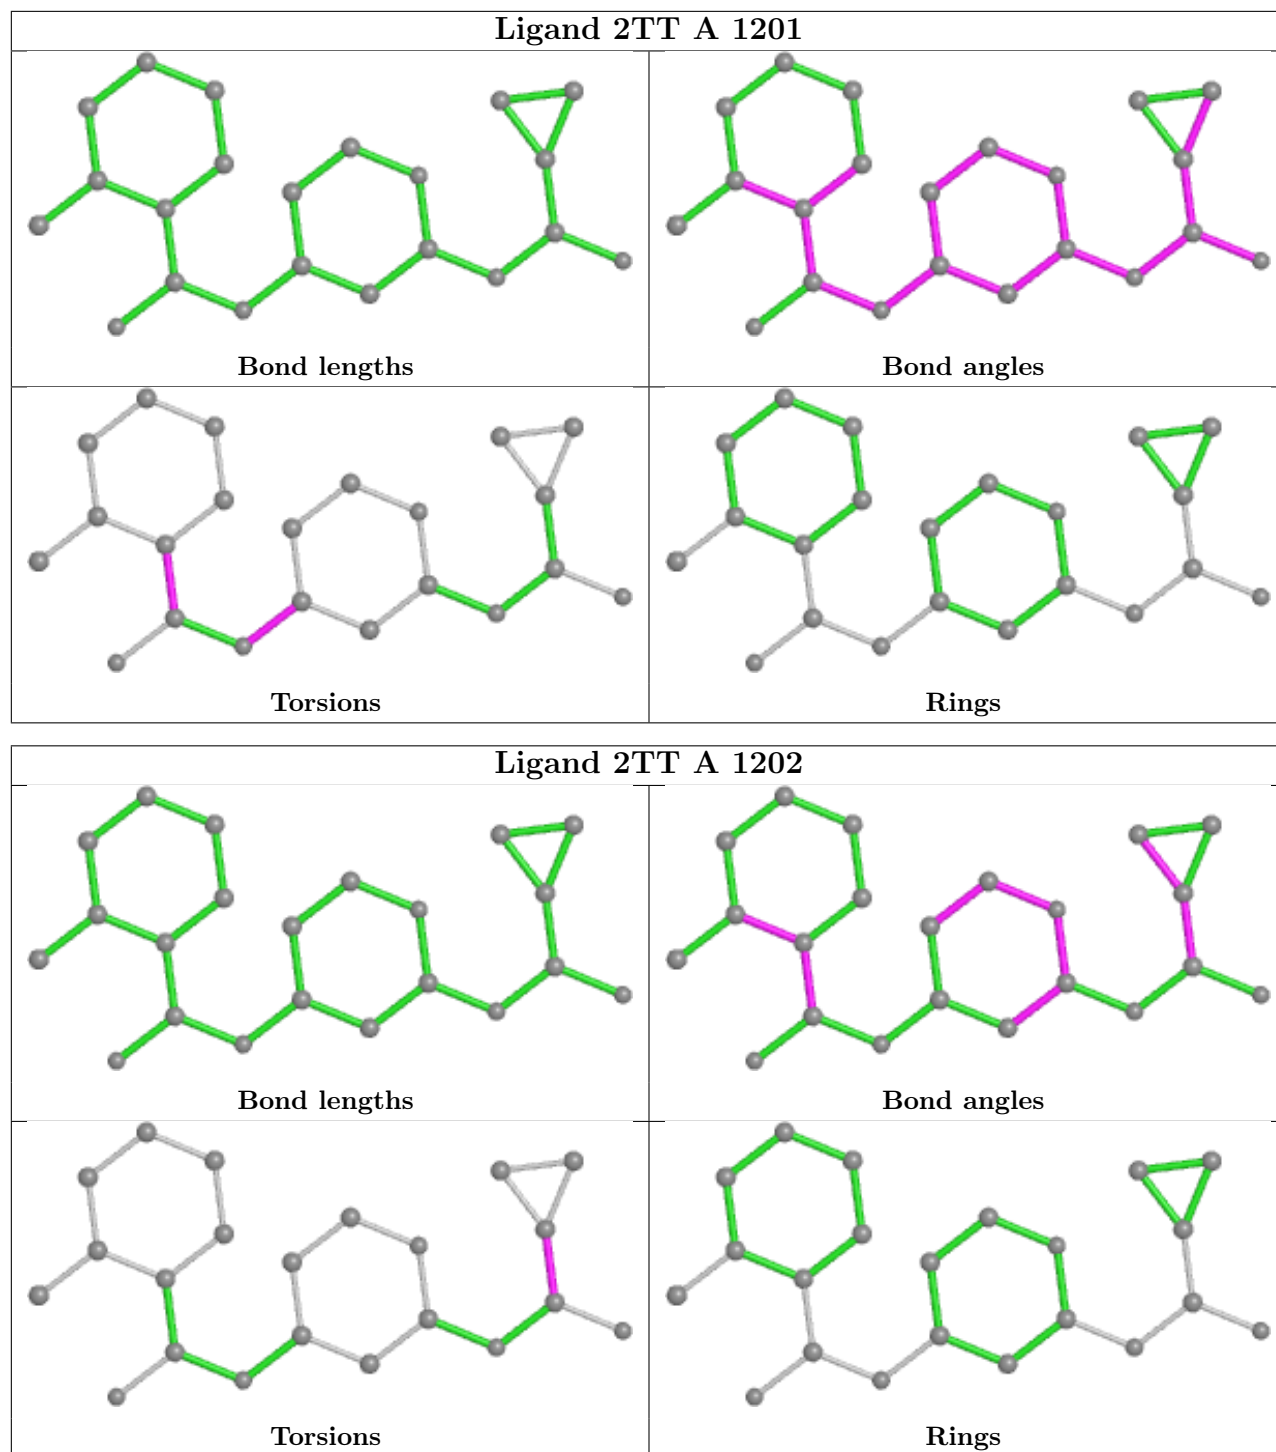 Ligand 2TT A 1201
Bond lengths
Bond angles
Torsions
Rings
Ligand 2TT A 1202
Bond lengths
Bond angles
Torsions
Rings